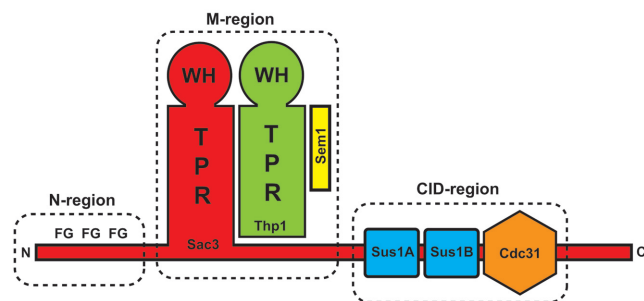 M-region
WH WH
T
P
R
T
P
R
Sem1
Thp1
Sac3
N-region
FG FG FG
N
CID-region
Sus1A Sus1B Cdc31
C